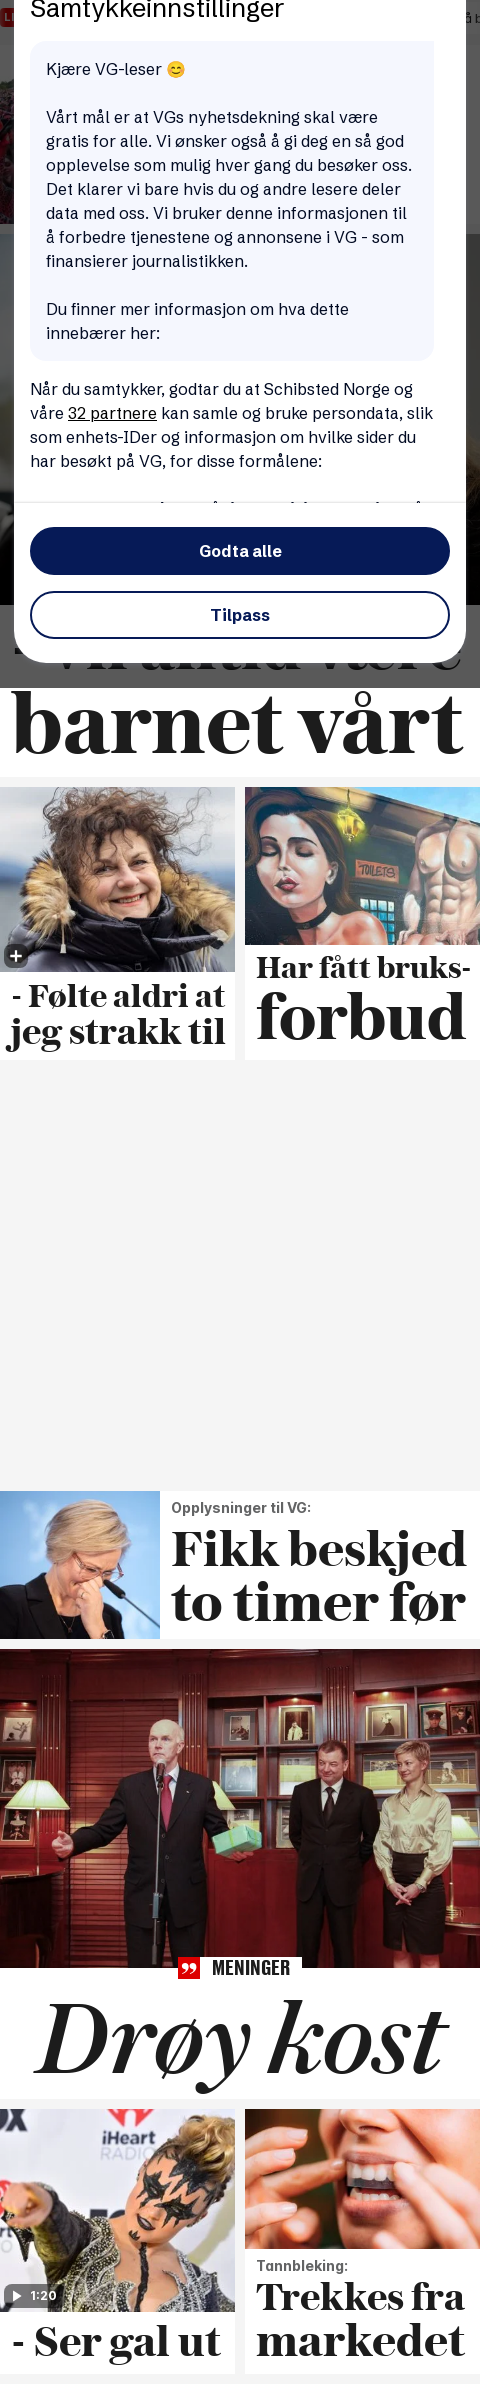 Samtykkeinnstillinger
Kjære VG-leser 😊
Vårt mål er at VGs nyhetsdekning skal være
gratis for alle. Vi ønsker også å gi deg en så god
opplevelse som mulig hver gang du besøker oss.
Det klarer vi bare hvis du og andre lesere deler
data med oss. Vi bruker denne informasjonen til
å forbedre tjenestene og annonsene i VG - som
finansierer journalistikken.
Du finner mer informasjon om hva dette
innebærer her:
Når du samtykker, godtar du at Schibsted Norge og
våre 32 partnere kan samle og bruke persondata, slik
som enhets-IDer og informasjon om hvilke sider du
har besøkt på VG, for disse formålene:
Godta alle
Tilpass
barnet vårt
TOILETS
- Følte aldri at
jeg strakk til
Har fått bruks-
forbud
Opplysninger til VG:
Fikk beskjed
to timer før
MENINGER
Drøy kost
iHeart
RADIO
1:20
- Ser gal ut
Tannbleking:
Trekkes fra
markedet